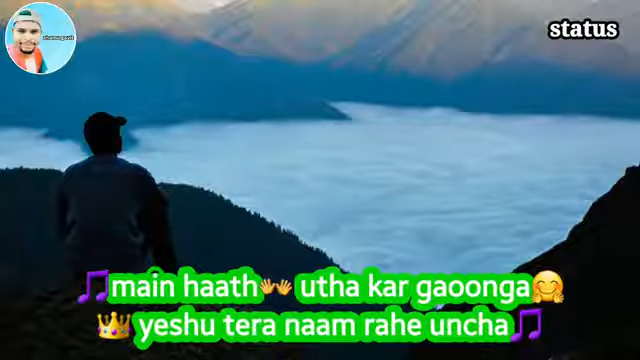 status
🎵main haath👐 utha kar gaoonga🤗
👑 yeshu tera naam rahe uncha🎵